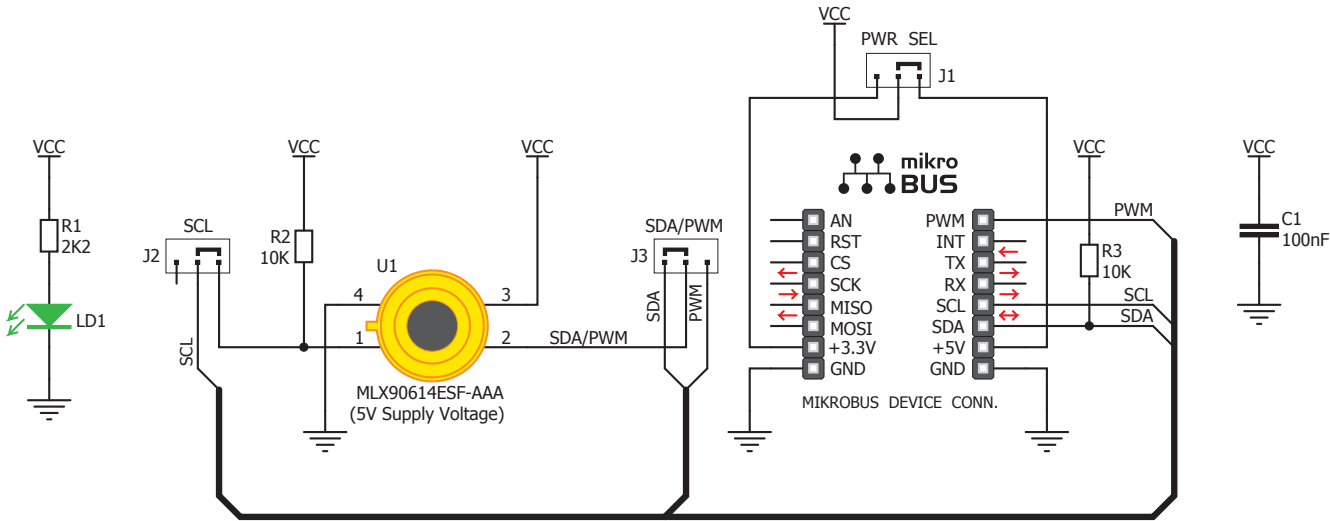 VCC
PWR SEL
J1
mikro
BUS
VCC
R1
2K2
LD1
SCL
J2
SCL
VCC
R2
10K
U1
VCC
4
3
1
2
MLX90614ESF-AAA
(5V Supply Voltage)
SDA/PWM
SDA/PWM
J3
SDA
PWM
AN
RST
CS
SCK
MISO
MOSI
+3.3V
GND
PWM
INT
TX
RX
SCL
SDA
+5V
GND
MIKROBUS DEVICE CONN.
VCC
R3
10K
PWM
SCL
SDA
VCC
C1
100nF